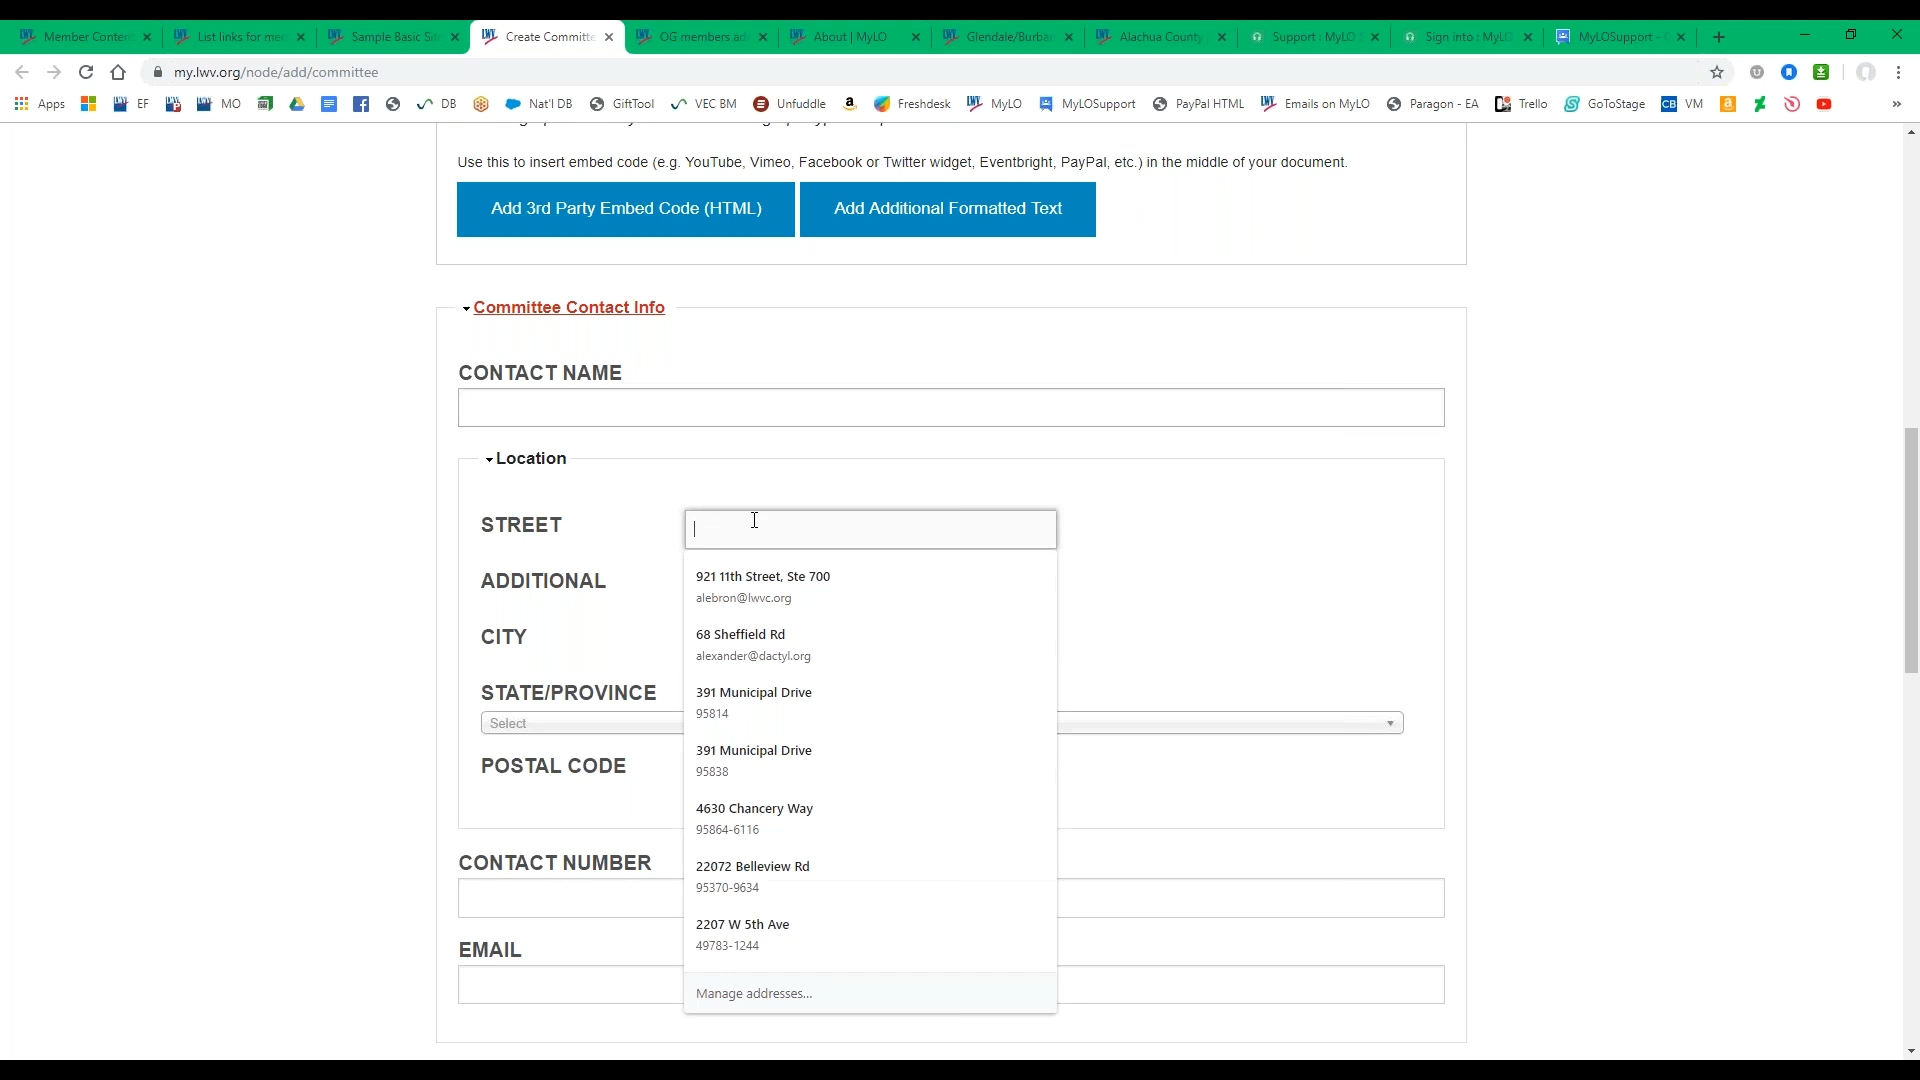 Member Conten
List links for me
Sample Basic Si
Create Committe
OG members ad
About | MyLO
Glendale/Burba
Alachua County
Support : MyLO S
Sign into : MyLO
MyLOSupport -
my.lwv.org/node/add/committee
Apps
EF
MO
DB
Nat'l DB
GiftTool
VEC BM
Unfuddle
Freshdesk
MyLO
MyLOSupport
PayPal HTML
Emails on MyLO
Paragon - EA
Trello
GoToStage
VM
Use this to insert embed code (e.g. YouTube, Vimeo, Facebook or Twitter widget, Eventbright, PayPal, etc.) in the middle of your document.
Add 3rd Party Embed Code (HTML)
Add Additional Formatted Text
Committee Contact Info
CONTACT NAME
Location
STREET
921 11th Street, Ste 700
alebron@lwvc.org
ADDITIONAL
68 Sheffield Rd
alexander@dactyl.org
CITY
391 Municipal Drive
95814
STATE/PROVINCE
Select
391 Municipal Drive
95838
POSTAL CODE
4630 Chancery Way
95864-6116
22072 Belleview Rd
95370-9634
CONTACT NUMBER
2207 W 5th Ave
49783-1244
EMAIL
Manage addresses...